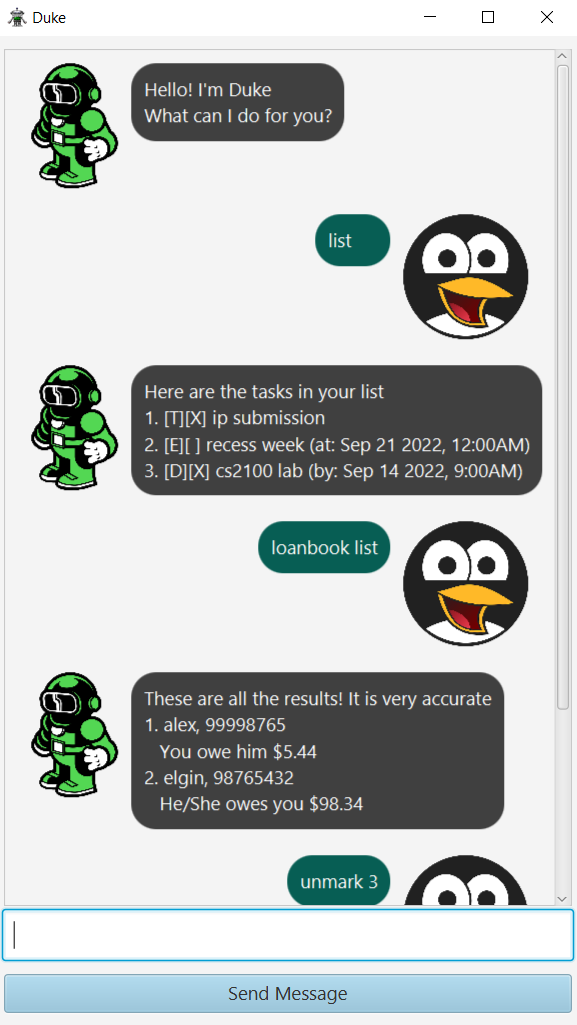 Duke
Hello! I'm Duke
What can I do for you?
list
Here are the tasks in your list
1. [T][X] ip submission
2. [E][ ] recess week (at: Sep 21 2022, 12:00AM)
3. [D][X] cs2100 lab (by: Sep 14 2022, 9:00AM)
loanbook list
These are all the results! It is very accurate
1. alex, 99998765
You owe him $5.44
2. elgin, 98765432
He/She owes you $98.34
unmark 3
Send Message